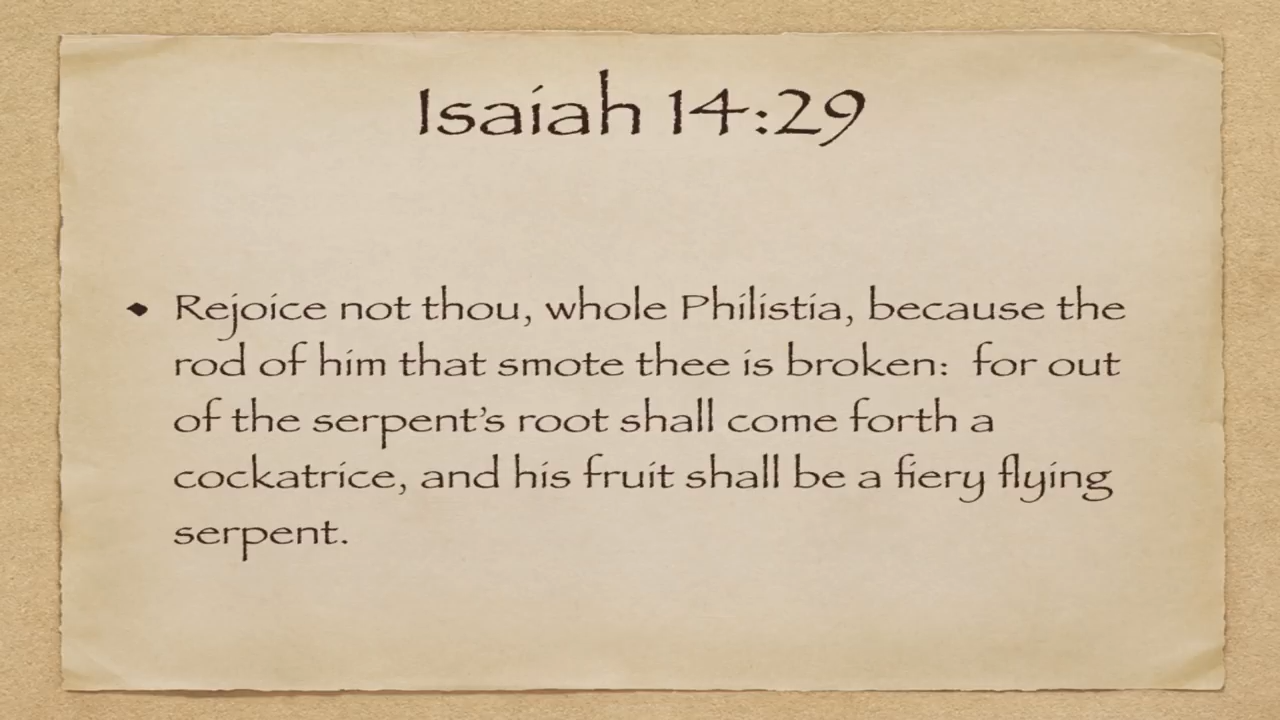 Isaiah 14:29
• Rejoice not thou, whole Philistia, because the
rod of him that smote thee is broken:  for out
of the serpent's root shall come forth a
cockatrice, and his fruit shall be a fiery flying
serpent.